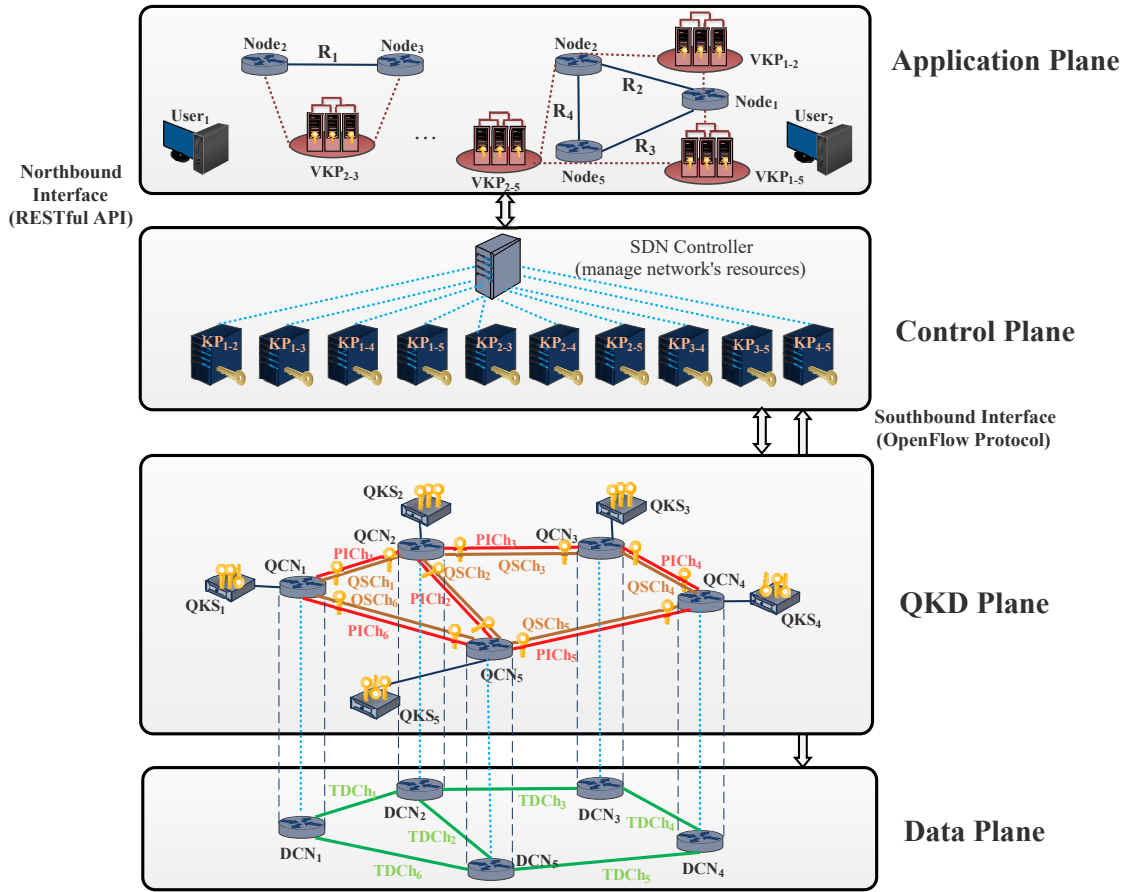 Application Plane
Node₂
R₁
Node₃
User₁
VKP₂₋₃
...
VKP₂₋₅
Node₂
VKP₁₋₂
R₂
Node₁
R₄
R₃
Node₅
User₂
VKP₁₋₅
Northbound
Interface
(RESTful API)
SDN Controller
(manage network's resources)
KP₁₋₂
KP₁₋₃
KP₁₋₄
KP₁₋₅
KP₂₋₃
KP₂₋₄
KP₂₋₅
KP₃₋₄
KP₃₋₅
KP₄₋₅
Control Plane
Southbound Interface
(OpenFlow Protocol)
QKS₂
QKS₃
QCN₂
PICh₃
QCN₃
PICh₁
QSCh₂
QSCh₃
PICh₄
QCN₁
QSCh₁
QCN₄
QKS₁
QSCh₆
PICh₂
QSCh₄
QKS₄
QKD Plane
PICh₆
QSCh₅
PICh₅
QCN₅
QKS₅
TDCh₁
DCN₂
TDCh₃
DCN₃
TDCh₄
TDCh₂
DCN₁
DCN₅
DCN₄
TDCh₆
TDCh₅
Data Plane